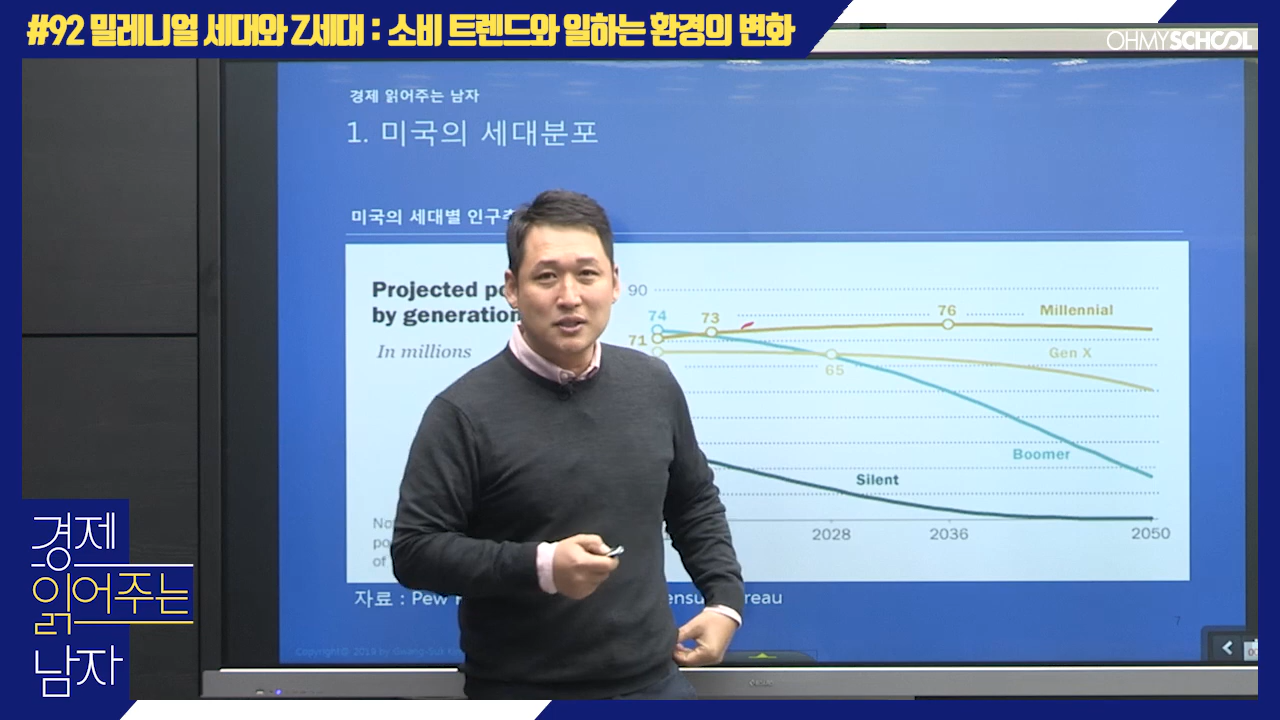 #92 밀레니얼 세대와 Z세대 : 소비 트렌드와 일하는 환경의 변화
OHMYSCHOOL
경제 읽어주는 남자
1. 미국의 세대분포
미국의 세대별 인구
Projected
by generation
In millions
90
74
73
76
Millennial
71
Gen X
65
Boomer
Silent
2028
2036
2050
of
자료 : Pew
reau
7
경제
읽어주는
남자